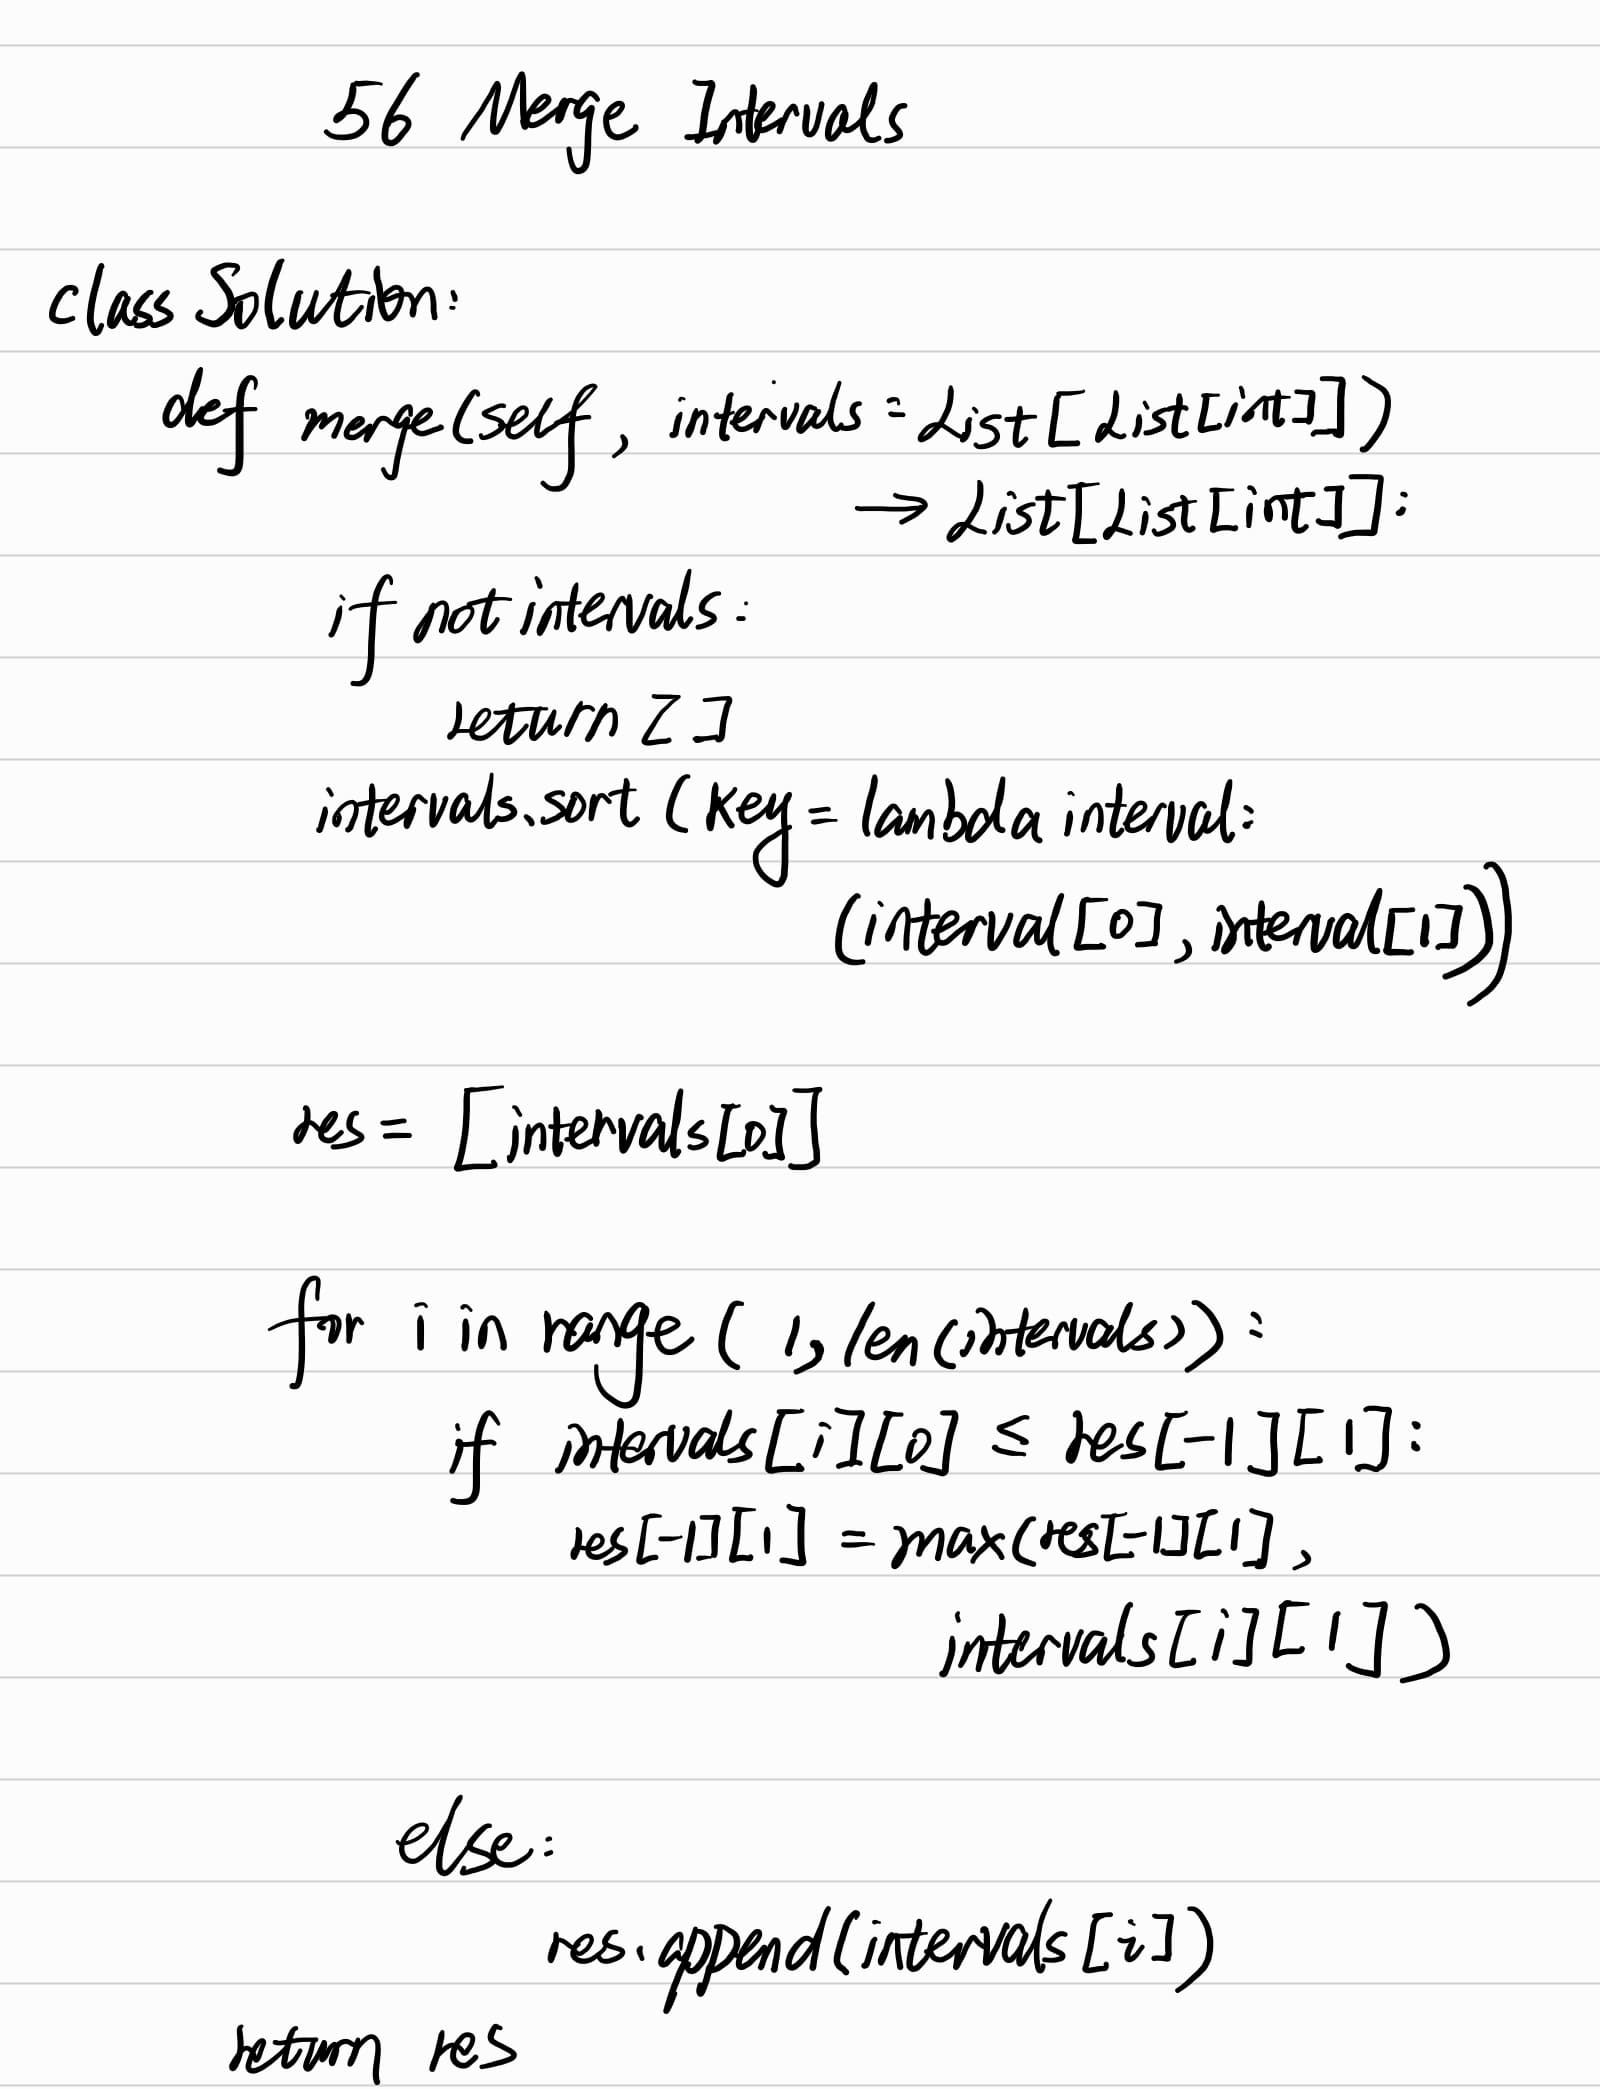 56 Merge Intervals
class Solution:
def merge(self, intervals: List[List[int]])
→ List[List[int]]:
if not intervals:
return []
intervals.sort (key = lambda interval:
(interval[0], interval[1]))
res = [intervals[0]]
for i in range (1, len(intervals)):
if intervals[i][0] ≤ res[-1][1]:
res[-1][1] = max(res[-1][1],
intervals[i][1])
else:
res.append(intervals[i])
return res